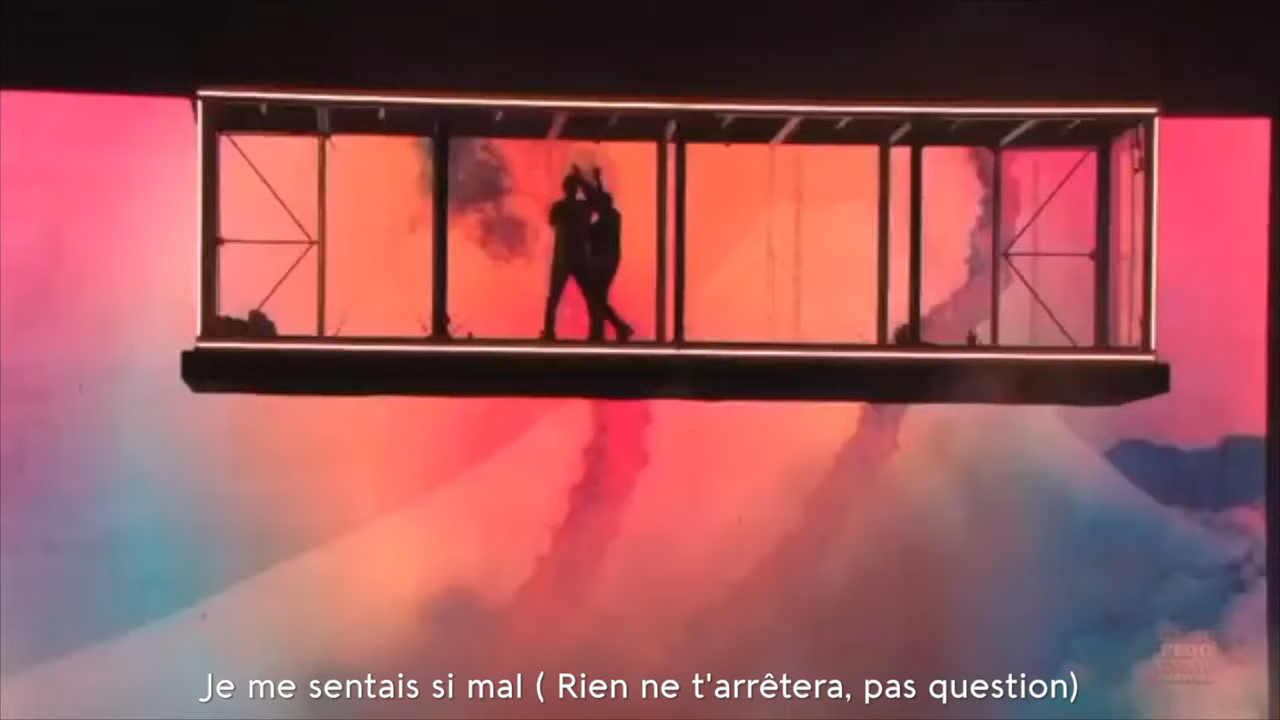 Je me sentais si mal ( Rien ne t'arrêtera, pas question)